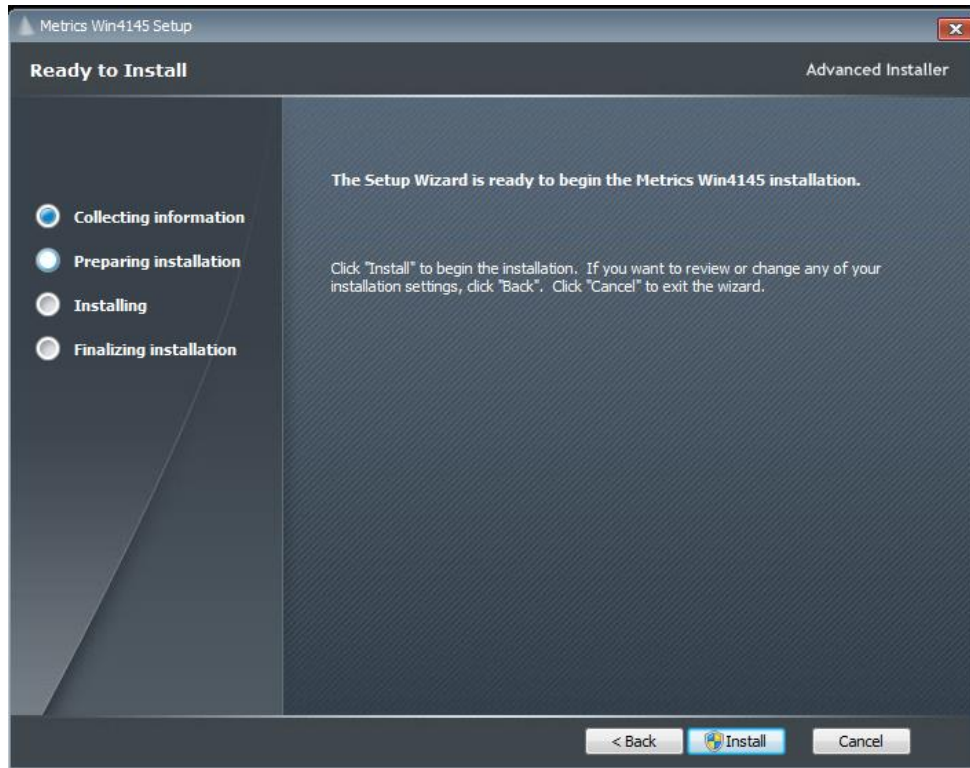 Metrics Win4145 Setup
Ready to Install
Advanced Installer
The Setup Wizard is ready to begin the Metrics Win4145 installation.
Collecting information
Preparing installation
Installing
Finalizing installation
Click "Install" to begin the installation. If you want to review or change any of your
installation settings, click "Back". Click "Cancel" to exit the wizard.
< Back
Install
Cancel